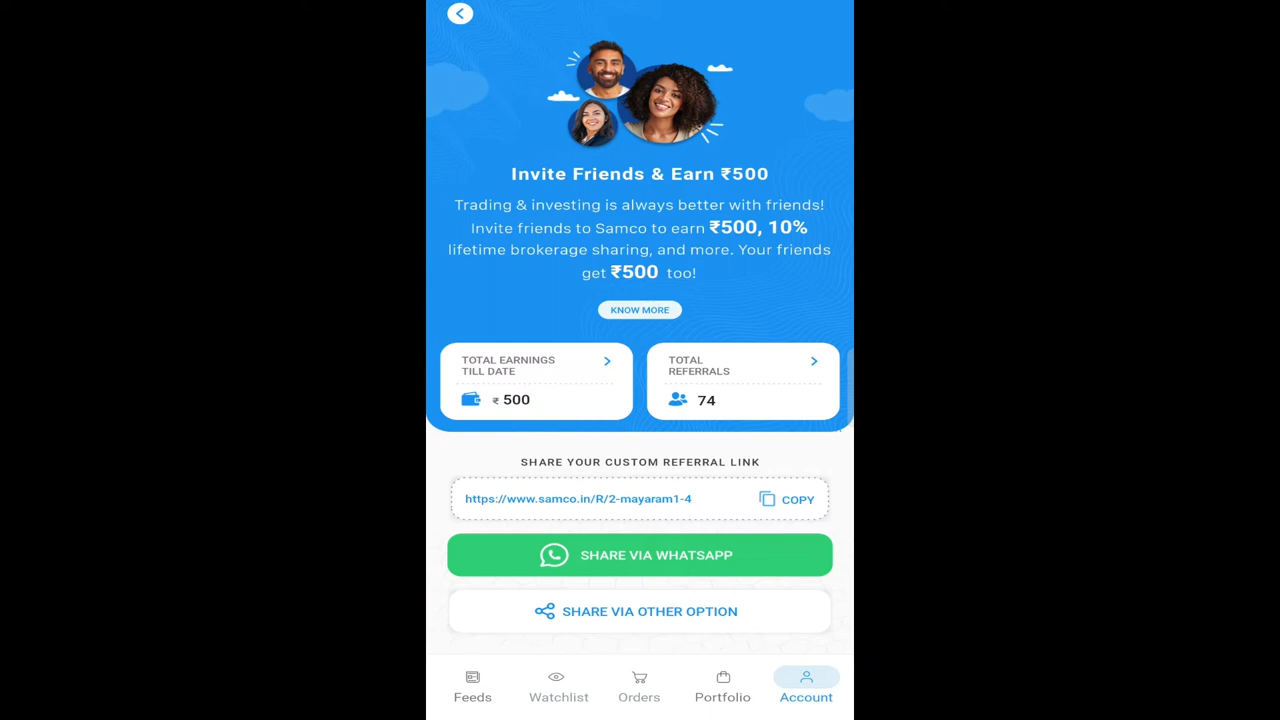 Invite Friends & Earn ₹500
Trading & investing is always better with friends!
Invite friends to Samco to earn ₹500, 10%
lifetime brokerage sharing, and more. Your friends
get ₹500 too!
KNOW MORE
TOTAL EARNINGS
TILL DATE
₹ 500
TOTAL
REFERRALS
74
SHARE YOUR CUSTOM REFERRAL LINK
https://www.samco.in/R/2-mayaram1-4
COPY
SHARE VIA WHATSAPP
SHARE VIA OTHER OPTION
Feeds
Watchlist
Orders
Portfolio
Account